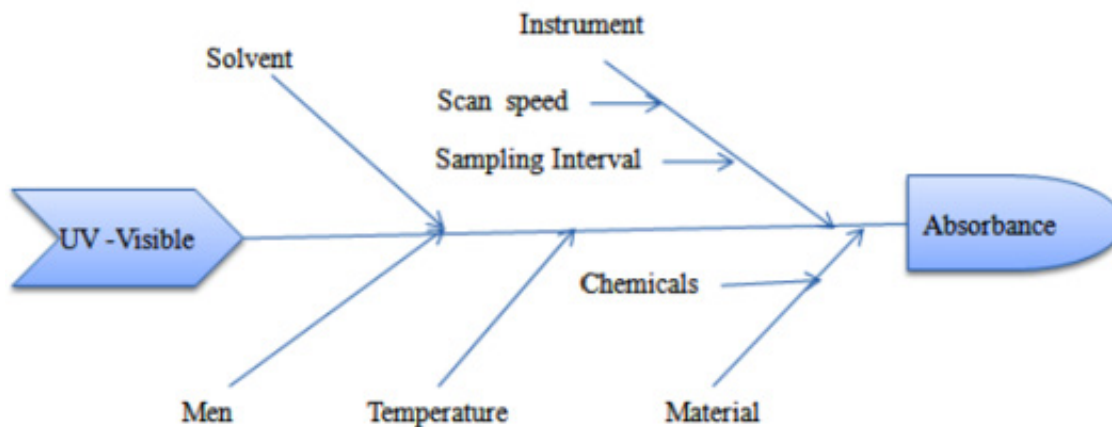 Instrument
Solvent
Scan speed
Sampling Interval
UV -Visible
Absorbance
Chemicals
Men
Temperature
Material